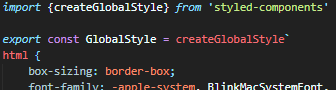 import {createGlobalStyle} from 'styled-components'
export const GlobalStyle = createGlobalStyle`
html {
box-sizing: border-box;
font-family: -apple-system, BlinkMacSystemFont,